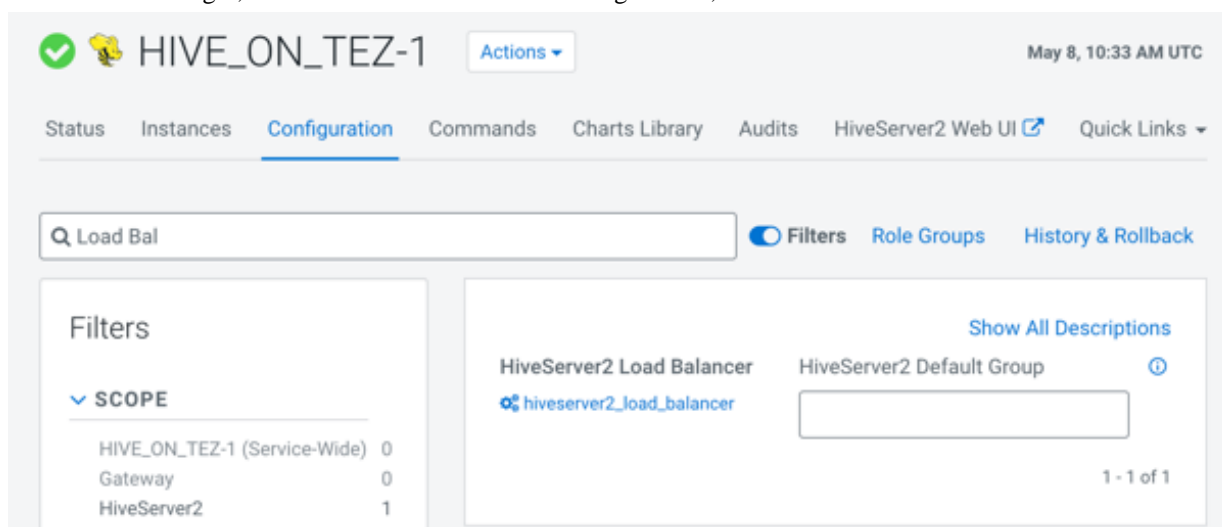 HIVE_ON_TEZ-1 Actions May 8, 10:33 AM UTC
Status Instances Configuration Commands Charts Library Audits HiveServer2 Web UI Quick Links
Load Bal Filters Role Groups History & Rollback
Filters
SCOPE
HIVE_ON_TEZ-1 (Service-Wide) 0
Gateway 0
HiveServer2 1
Show All Descriptions
HiveServer2 Load Balancer HiveServer2 Default Group
hiveserver2_load_balancer
1 - 1 of 1